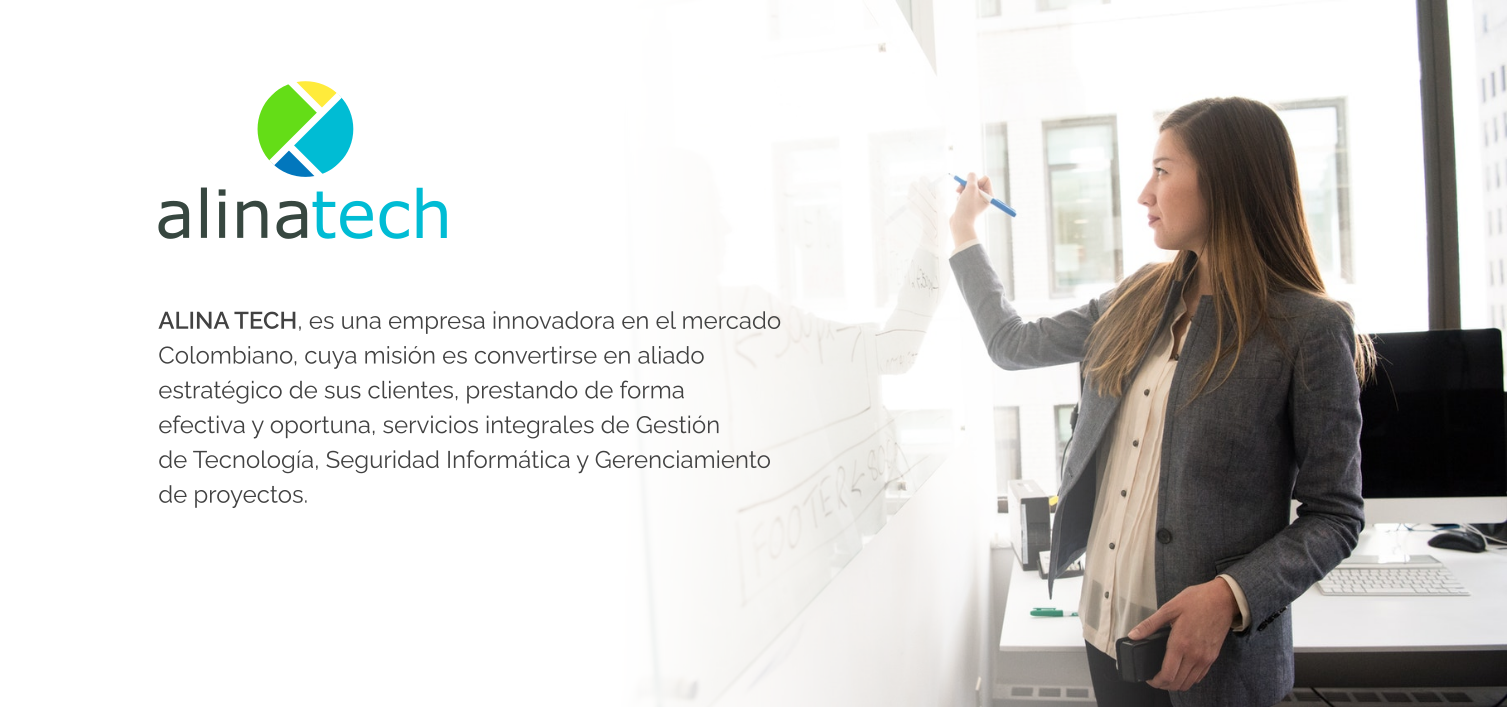 alinatech
ALINA TECH, es una empresa innovadora en el mercado
Colombiano, cuya misión es convertirse en aliado
estratégico de sus clientes, prestando de forma
efectiva y oportuna, servicios integrales de Gestión
de Tecnología, Seguridad Informática y Gerenciamiento
de proyectos.
FOOTER